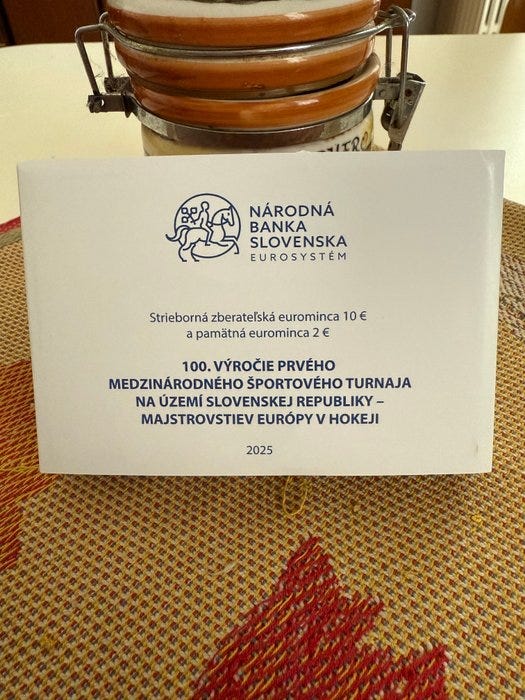 NÁRODNÁ
BANKA
SLOVENSKA
EUROSYSTÉM
Strieborná zberateľská eurominca 10 €
a pamätná eurominca 2 €
100. VÝROČIE PRVÉHO
MEDZINÁRODNÉHO ŠPORTOVÉHO TURNAJA
NA ÚZEMÍ SLOVENSKEJ REPUBLIKY –
MAJSTROVSTIEV EURÓPY V HOKEJI
2025